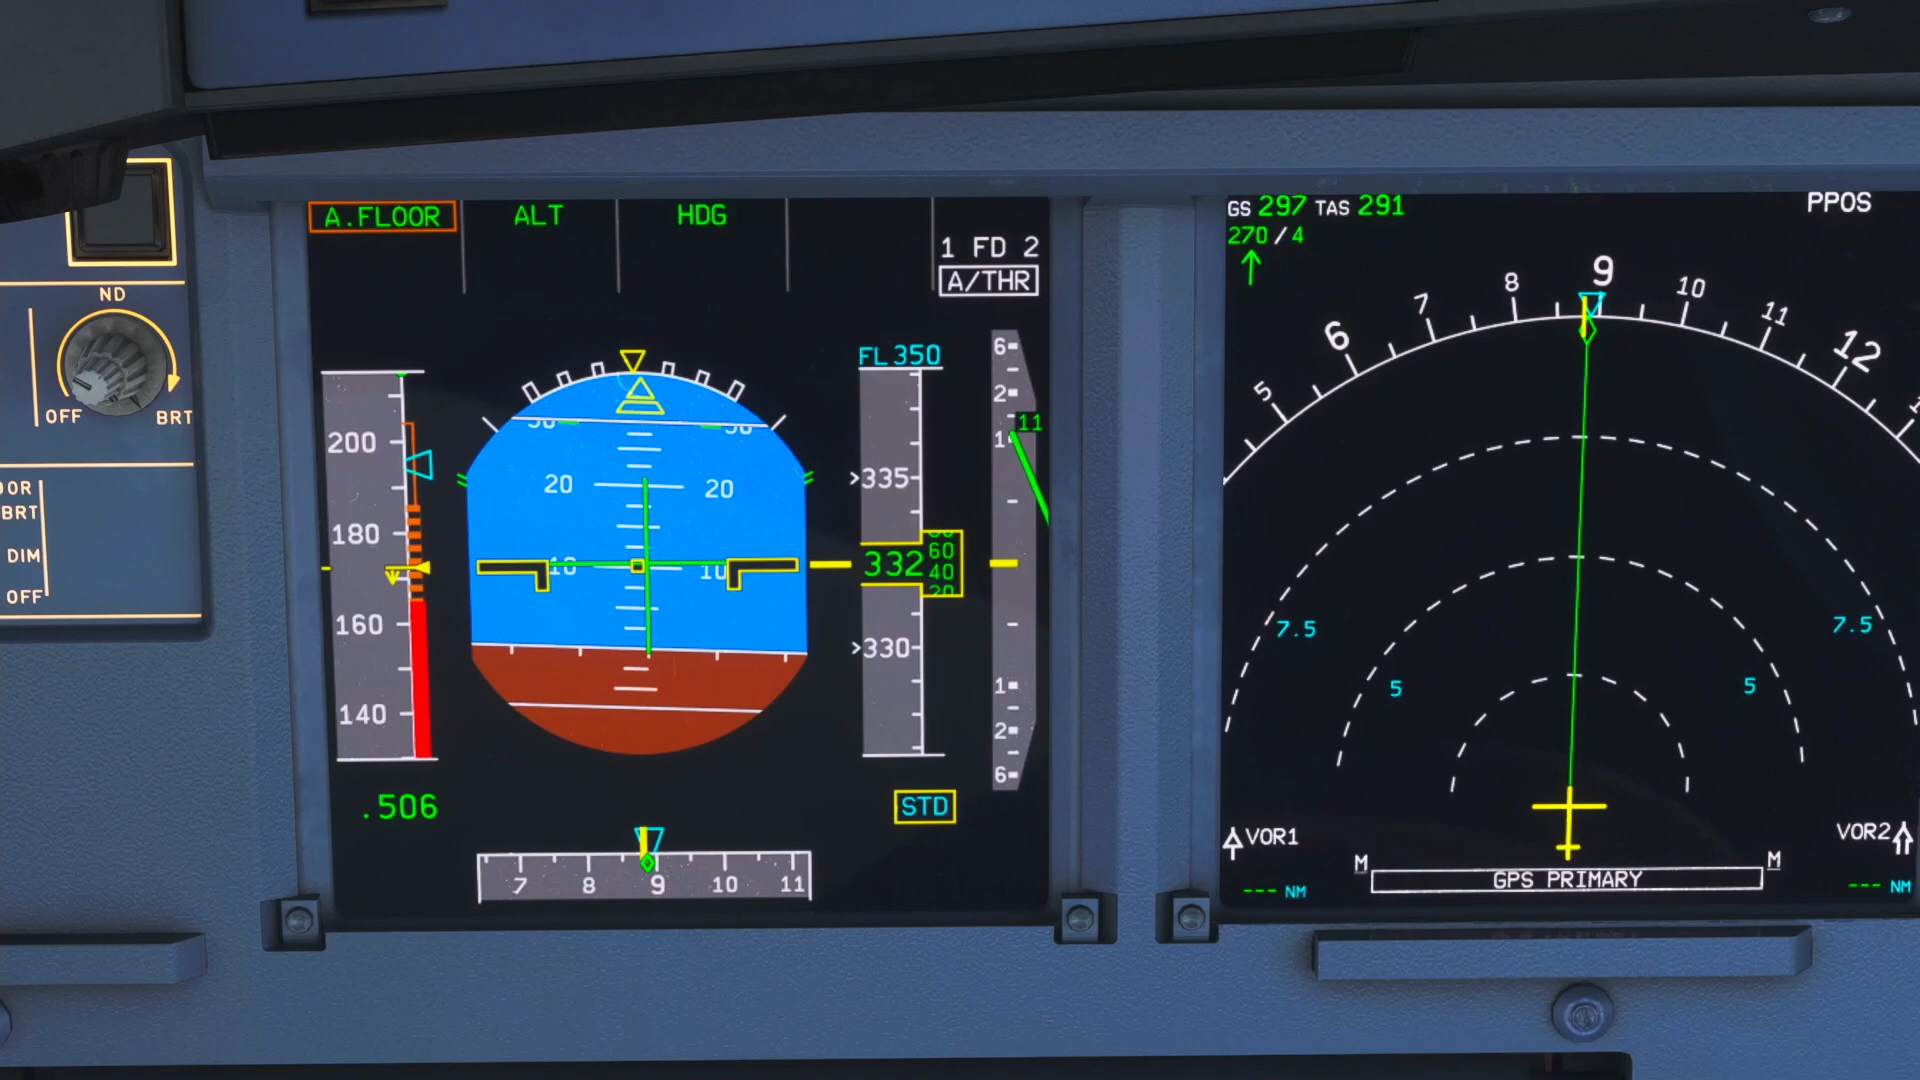 ND
OFF
BRT
OOR
BRT
DIM
OFF
A.FLOOR ALT HDG
1 FD 2
A/THR
200
180
160
140
.506
20 20
10 10
FL350
335
332
60
40
20
330
6
2
1
11
1
2
6
STD
7 8 9 10 11
GS 297 TAS 291
270/4
PPOS
5 6 7 8 9 10 11 12
7.5 7.5
5 5
VOR1
VOR2
M GPS PRIMARY M
--- NM
--- NM